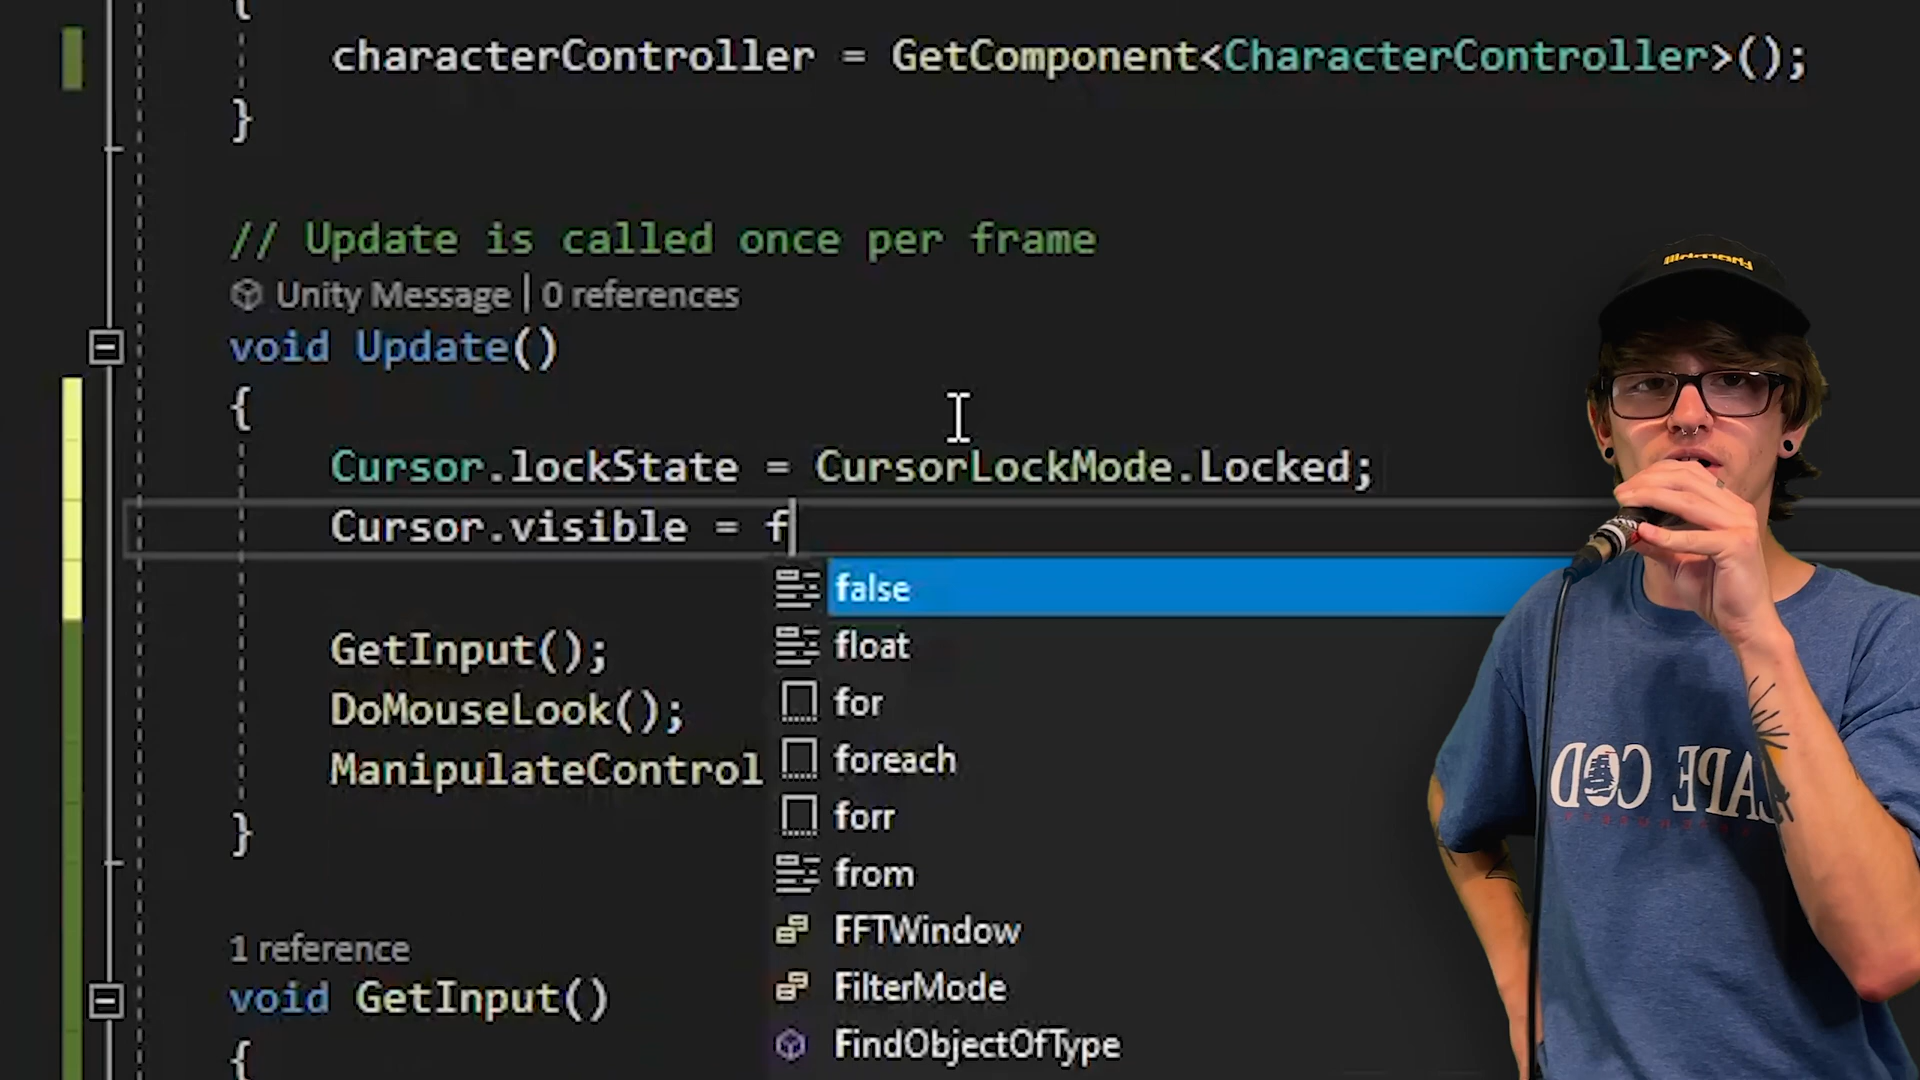 {
characterController = GetComponent<CharacterController>();
}
// Update is called once per frame
Unity Message | 0 references
void Update()
{
Cursor.lockState = CursorLockMode.Locked;
Cursor.visible = f
false
float
GetInput();
for
DoMouseLook();
foreach
ManipulateControl
forr
}
from
FFTWindow
1 reference
FilterMode
void GetInput()
FindObjectOfType
{
APE COD